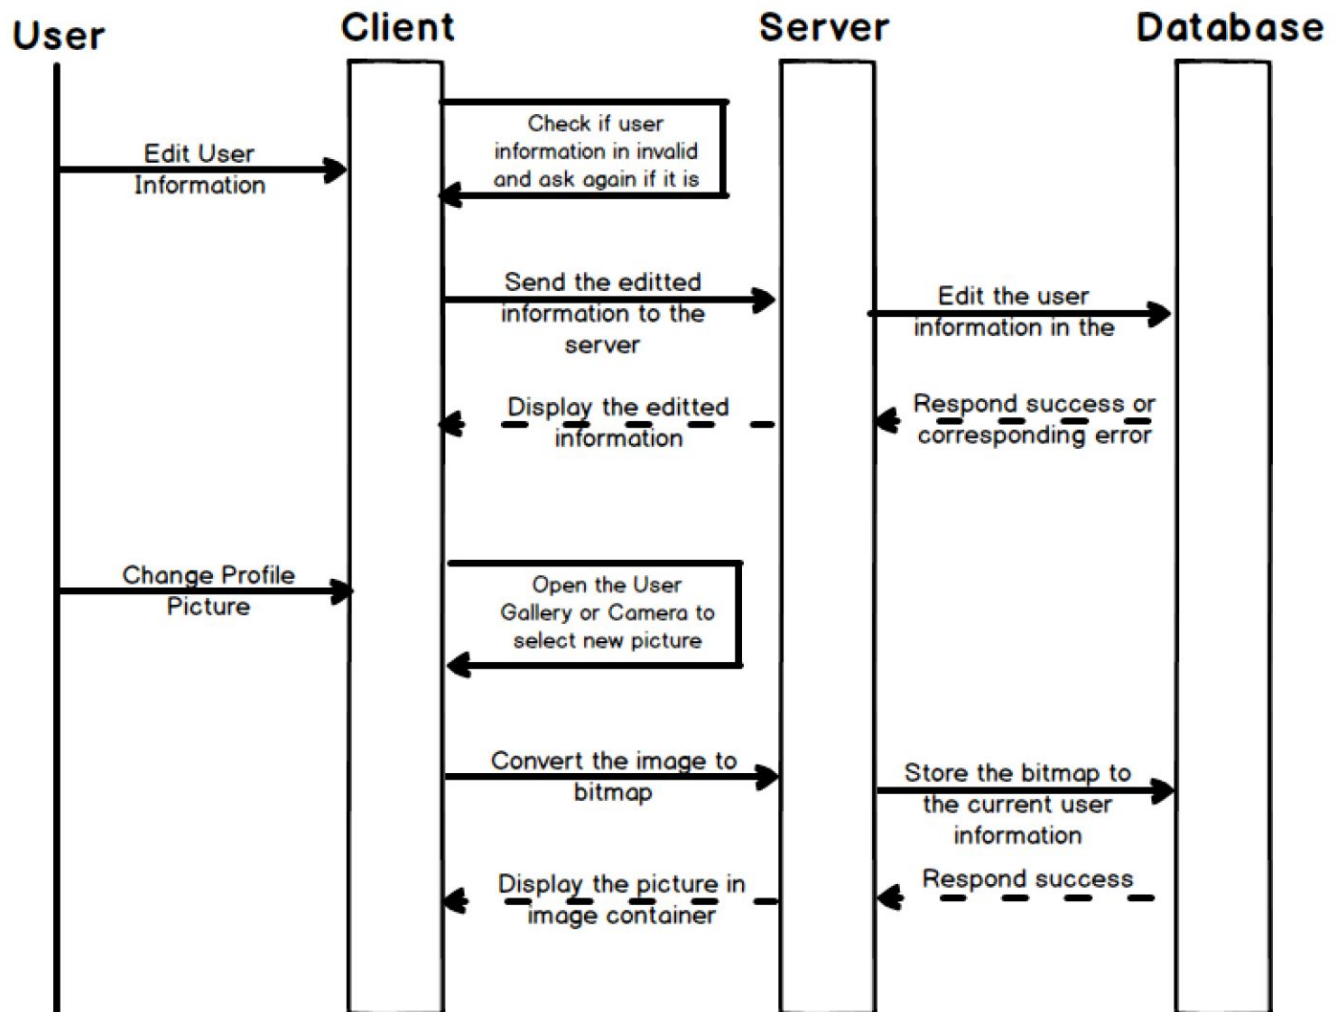 User
Client
Server
Database
Check if user
information in invalid
and ask again if it is
Edit User
Information
Send the editted
information to the
server
Edit the user
information in the
Display the editted
information
Respond success or
corresponding error
Change Profile
Picture
Open the User
Gallery or Camera to
select new picture
Convert the image to
bitmap
Store the bitmap to
the current user
information
Display the picture in
image container
Respond success